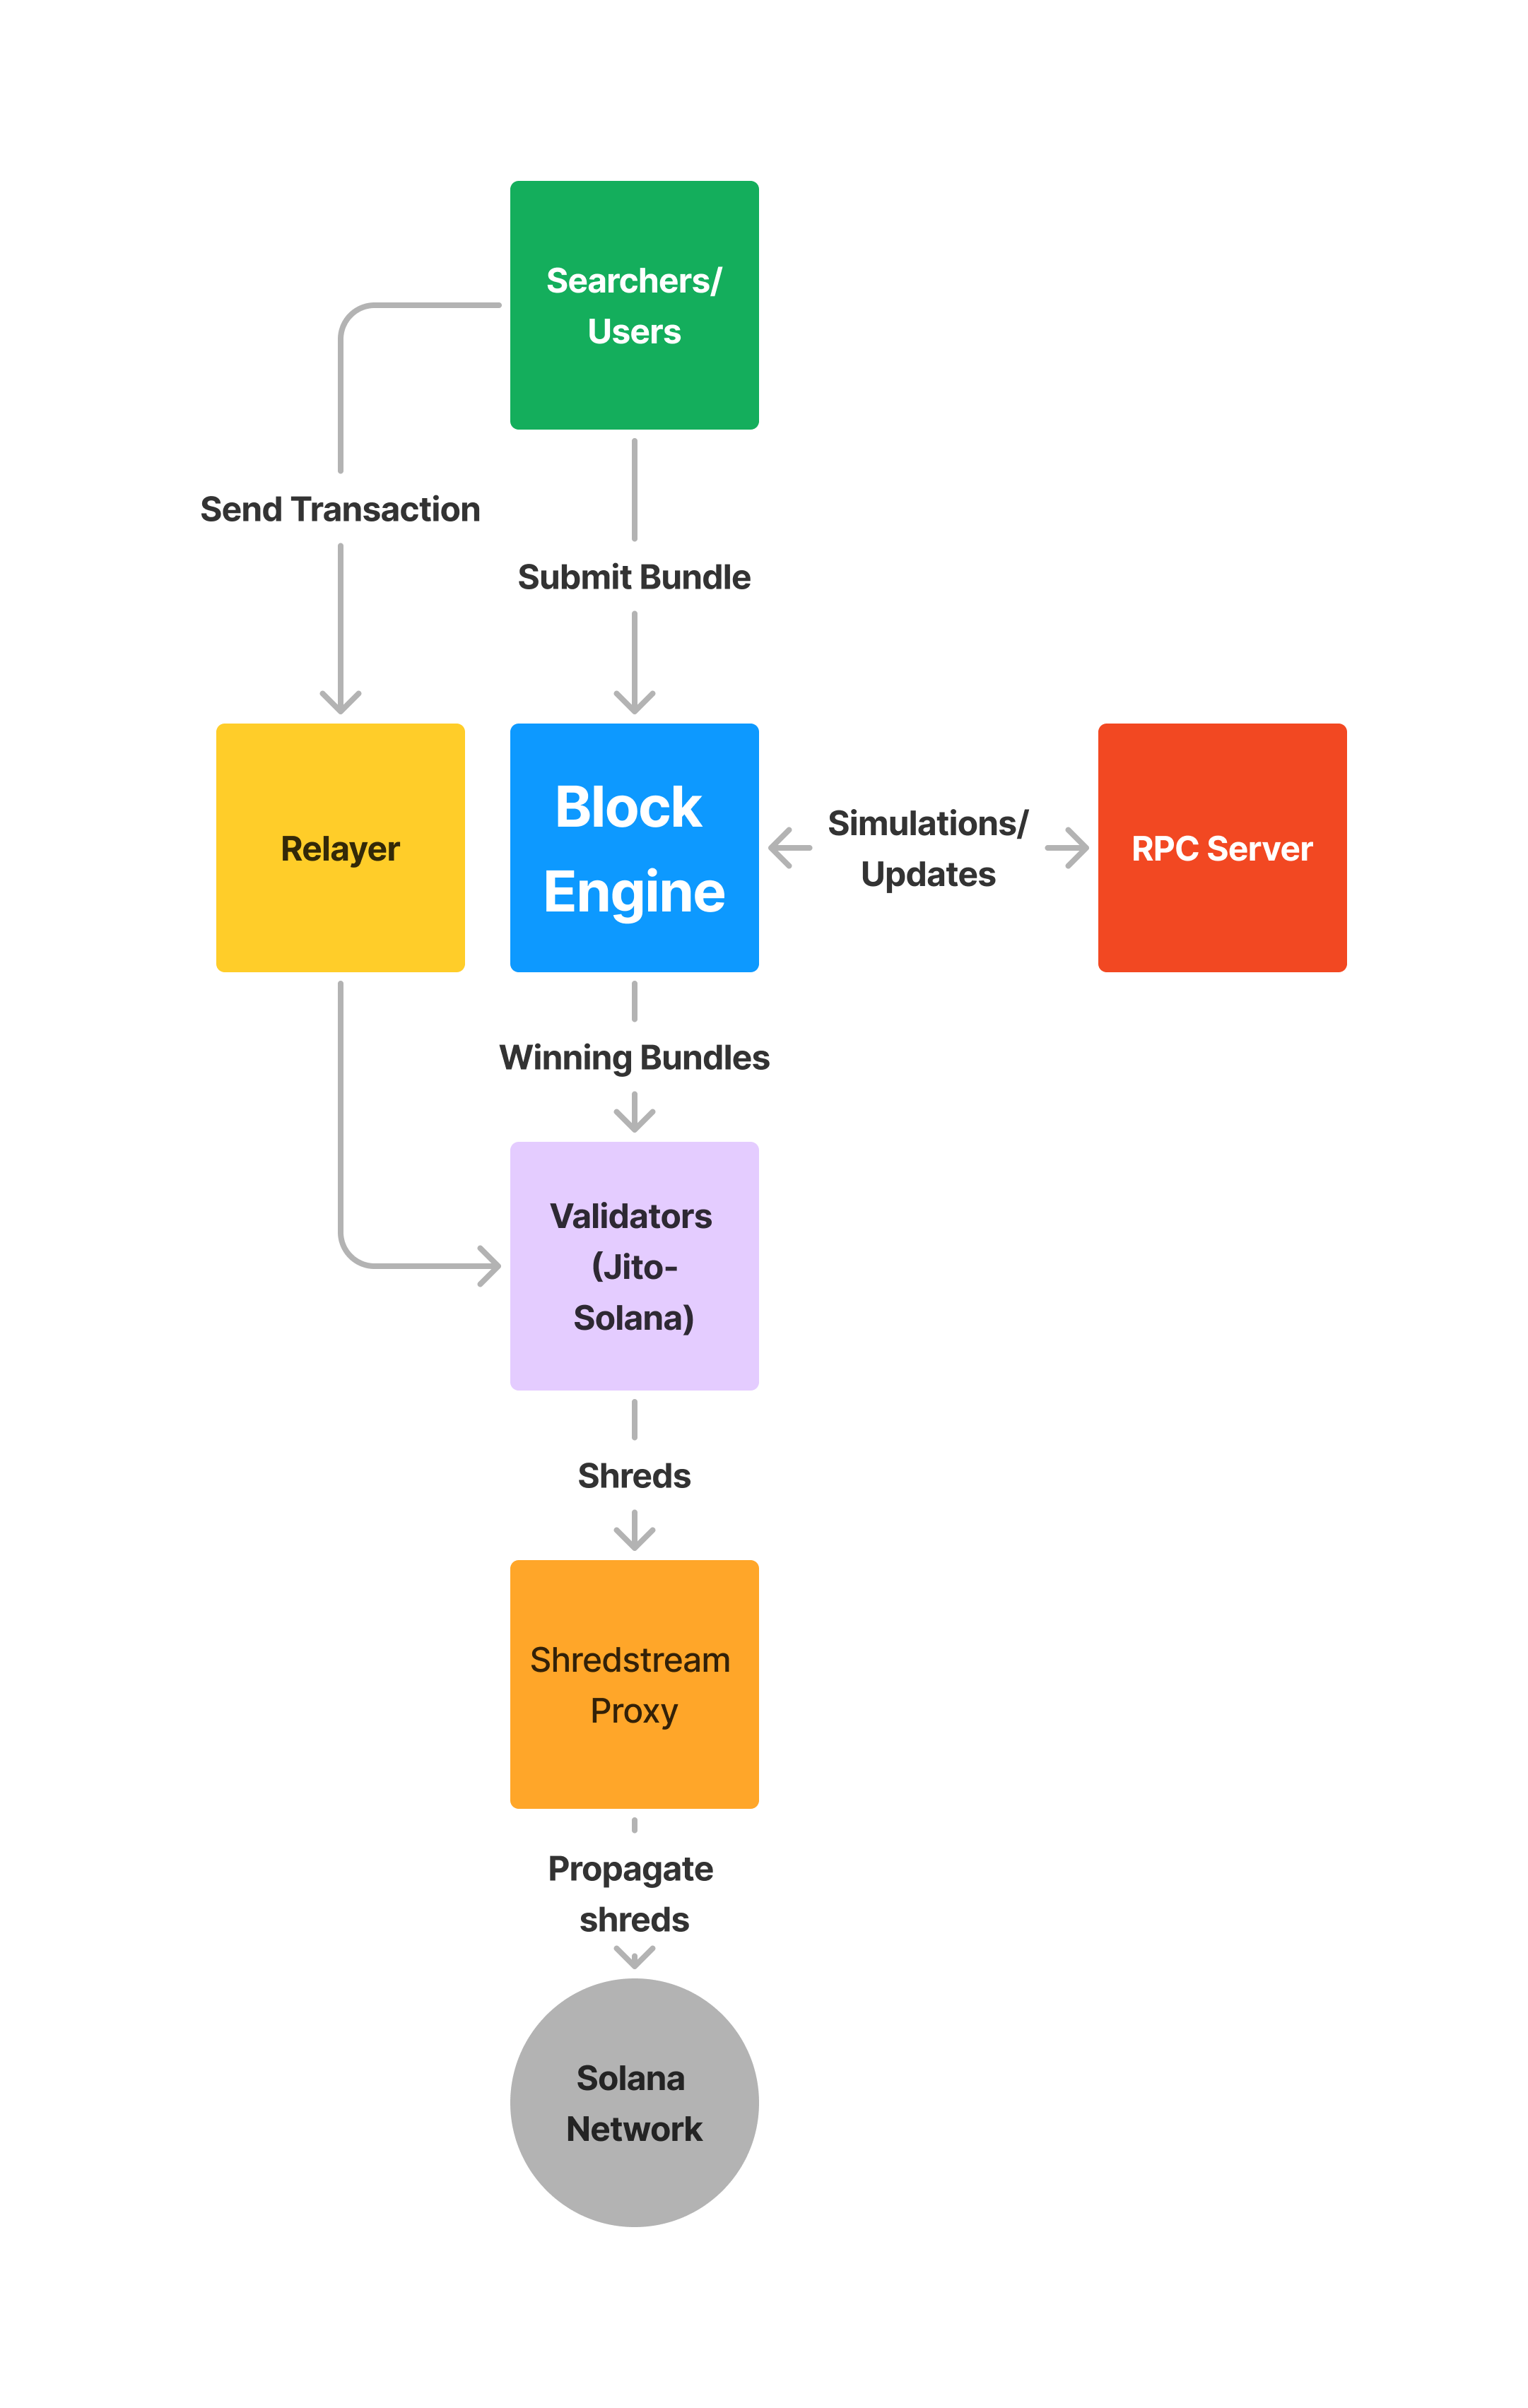 Searchers/
Users
Send Transaction
Submit Bundle
Relayer
Block
Engine
Simulations/
Updates
RPC Server
Winning Bundles
Validators
(Jito-
Solana)
Shreds
Shredstream
Proxy
Propagate
shreds
Solana
Network